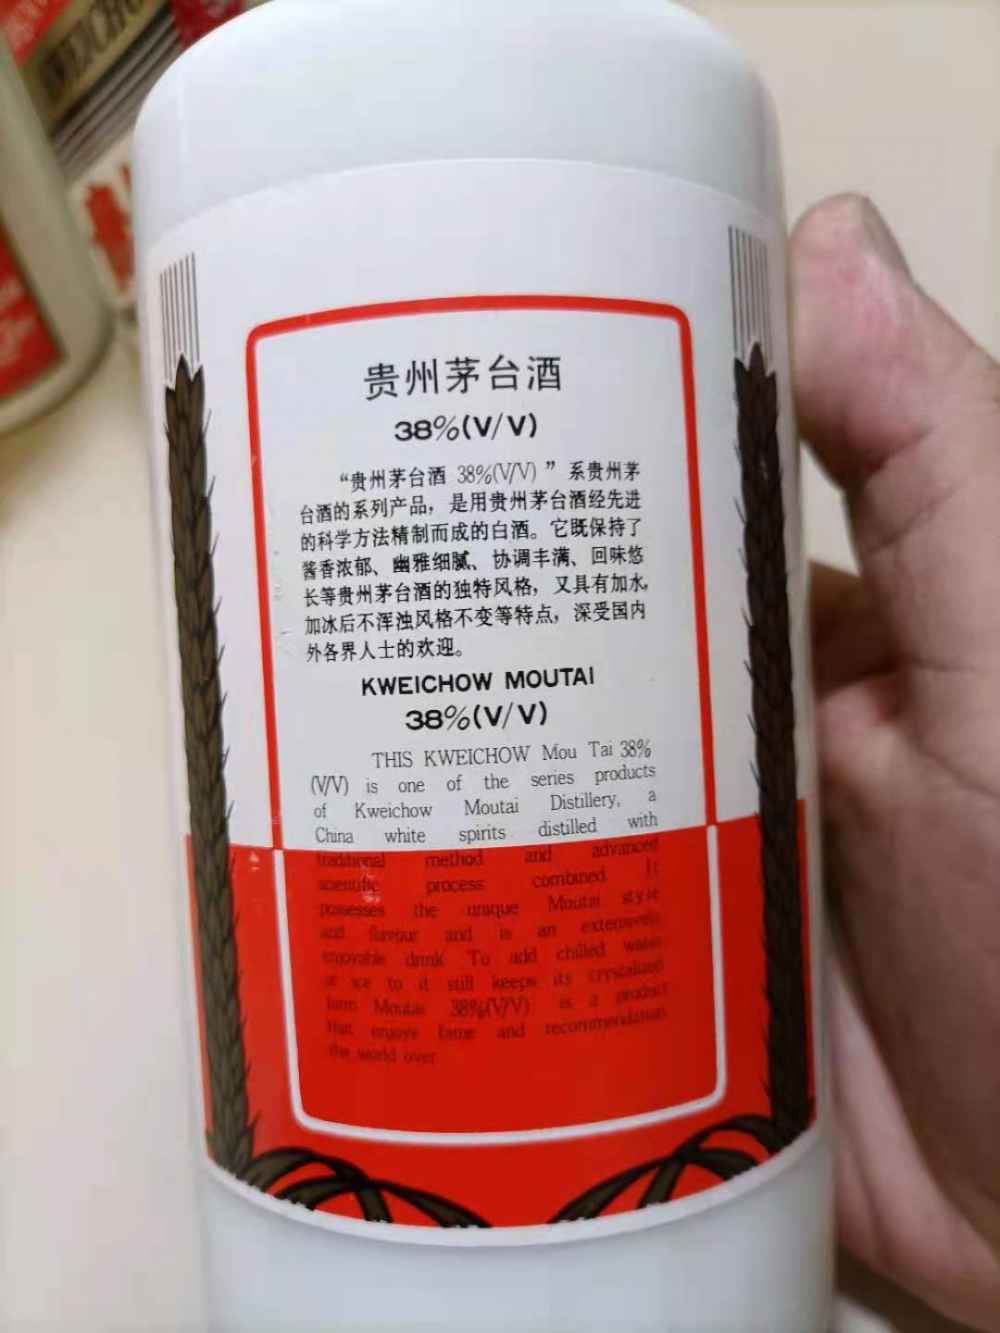 贵州茅台酒
38%(V/V)
“贵州茅台酒 38%(V/V)”系贵州茅
台酒的系列产品，是用贵州茅台酒经先进
的科学方法精制而成的白酒。它既保持了
酱香浓郁、幽雅细腻、协调丰满、回味悠
长等贵州茅台酒的独特风格，又具有加水,
加冰后不浑浊风格不变等特点，深受国内
外各界人士的欢迎。
KWEICHOW MOUTAI
38%(V/V)
THIS KWEICHOW Mou Tai 38%
(V/V) is one of the series products
of Kweichow Moutai Distillery, a
China white spirits distilled with
traditional method and advanced
scientific process combined It
possesses the unique Moutai style
and flavour and is an extensively
enjoyable drink To add chilled water
or ice to it still keeps its crystalized
form Moutai 38%(V/V) is a product
that enjoys fame and recommendation
the world over